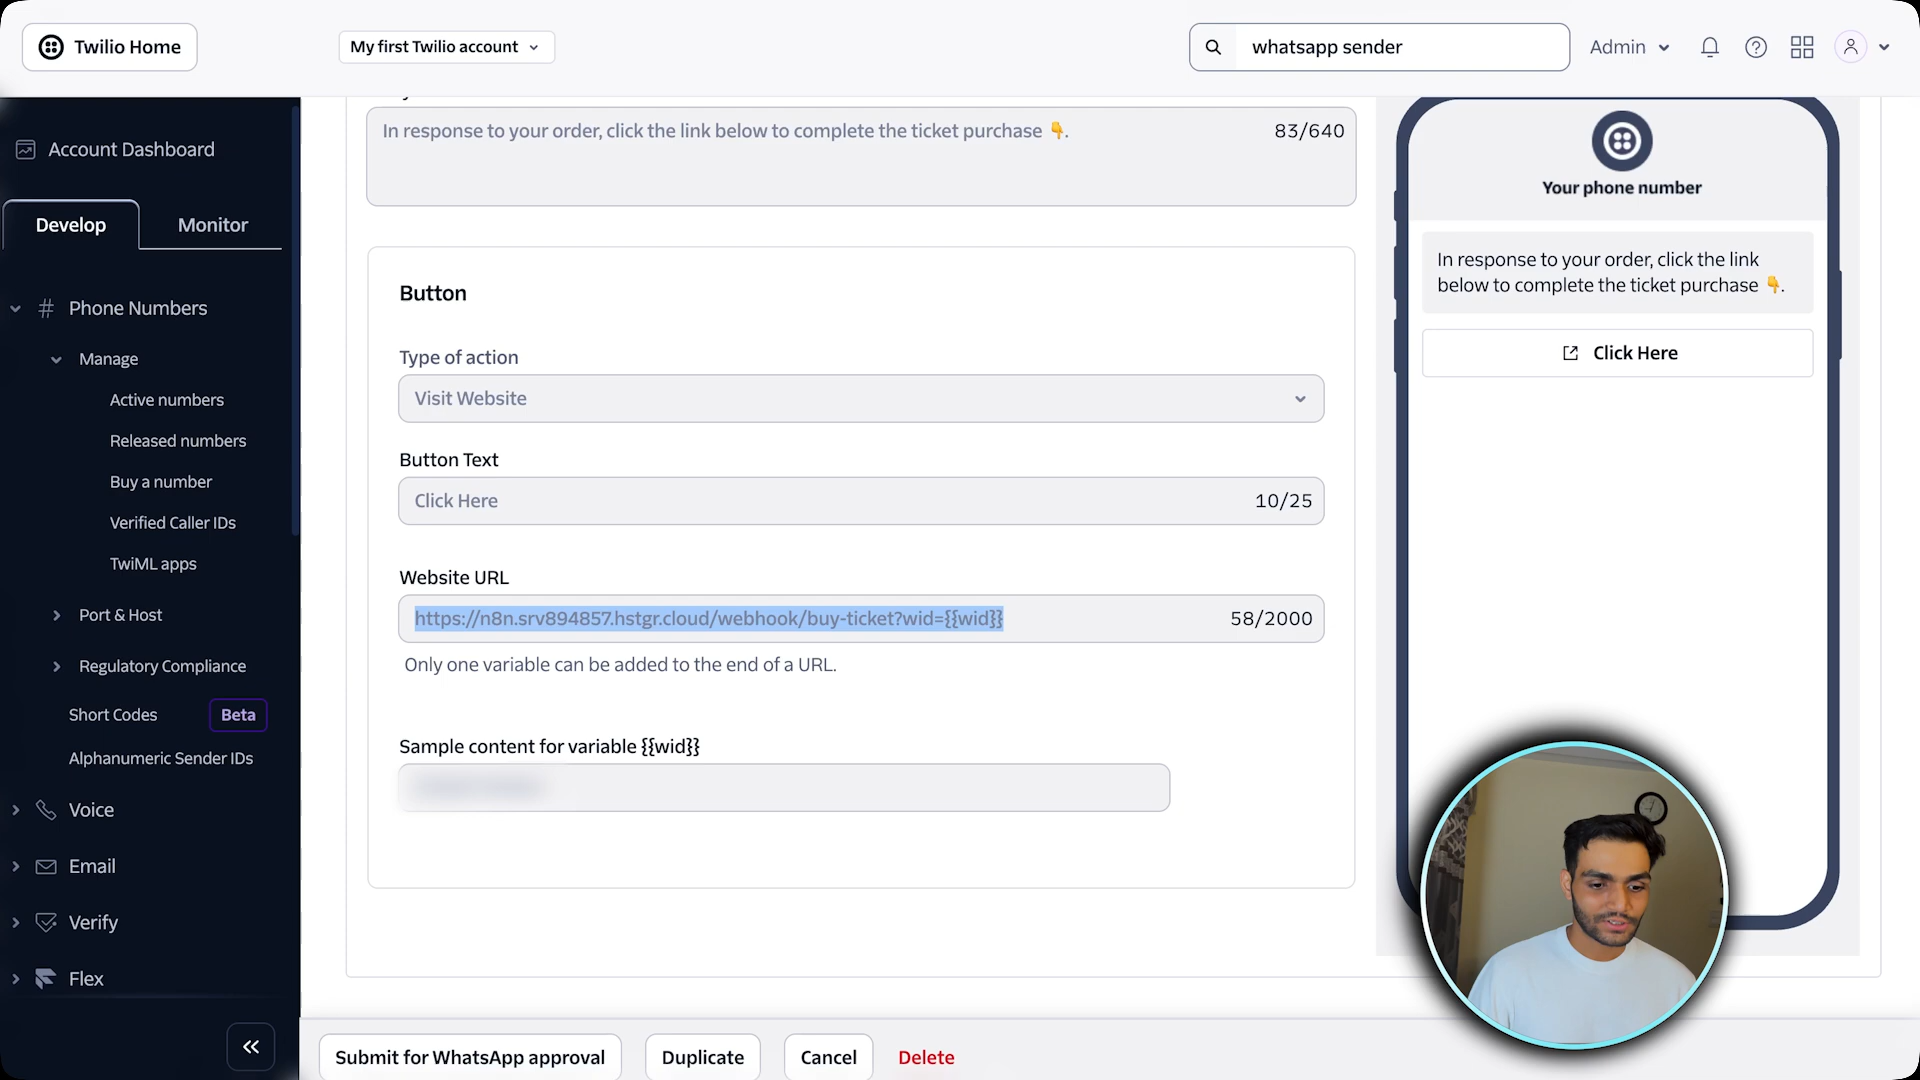 Twilio Home
My first Twilio account
whatsapp sender
Admin
Account Dashboard
Develop
Monitor
Phone Numbers
Manage
Active numbers
Released numbers
Buy a number
Verified Caller IDs
TwiML apps
Port & Host
Regulatory Compliance
Short Codes
Beta
Alphanumeric Sender IDs
Voice
Email
Verify
Flex
In response to your order, click the link below to complete the ticket purchase 👇.
83/640
Button
Type of action
Visit Website
Button Text
Click Here
10/25
Website URL
https://n8n.srv894857.hstgr.cloud/webhook/buy-ticket?wid={{wid}}
58/2000
Only one variable can be added to the end of a URL.
Sample content for variable {{wid}}
Submit for WhatsApp approval
Duplicate
Cancel
Delete
Your phone number
In response to your order, click the link
below to complete the ticket purchase 👇.
Click Here